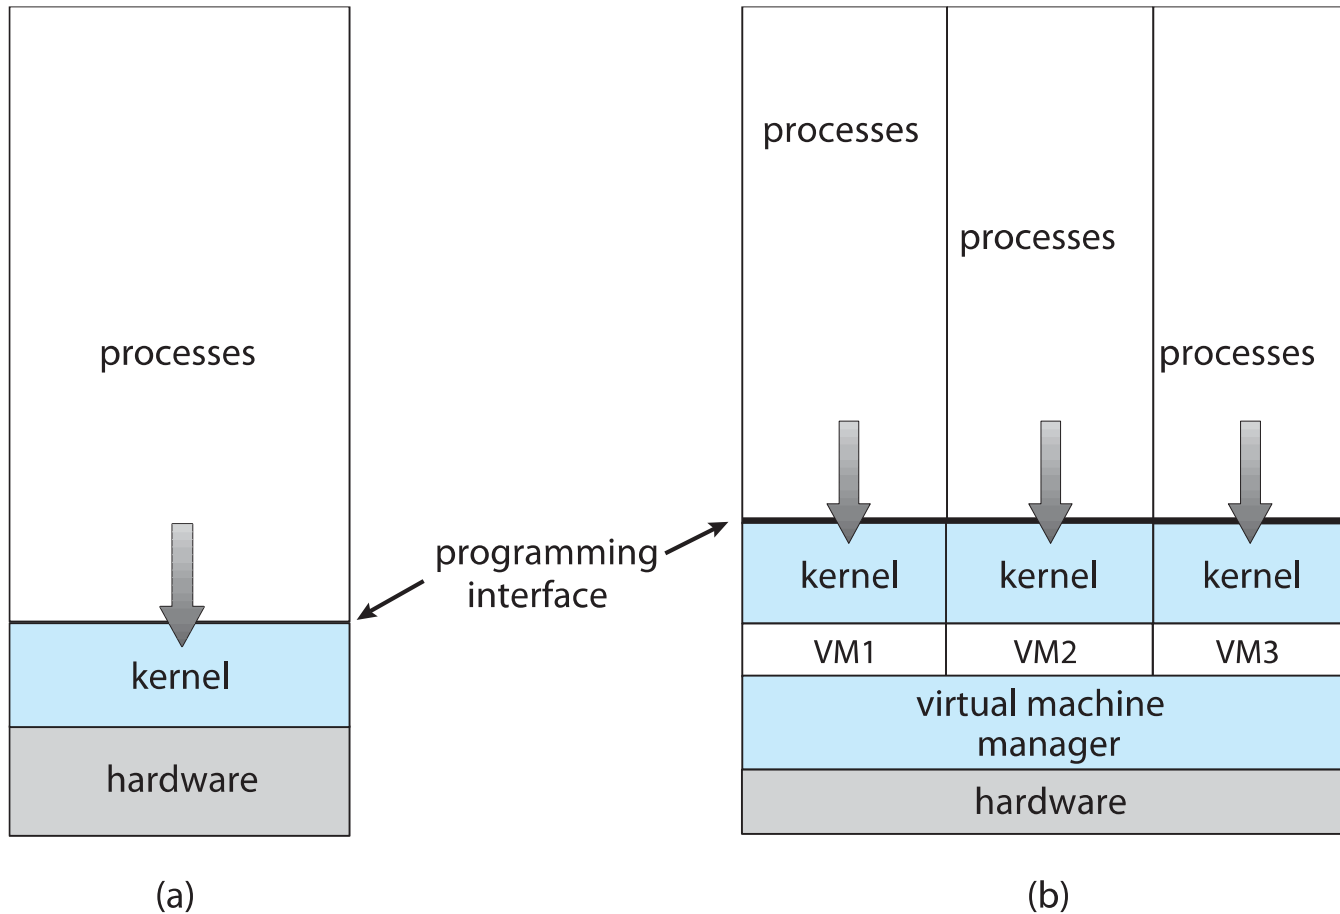 processes
kernel
hardware
(a)
programming
interface
processes
processes
processes
kernel
kernel
kernel
VM1
VM2
VM3
virtual machine
manager
hardware
(b)